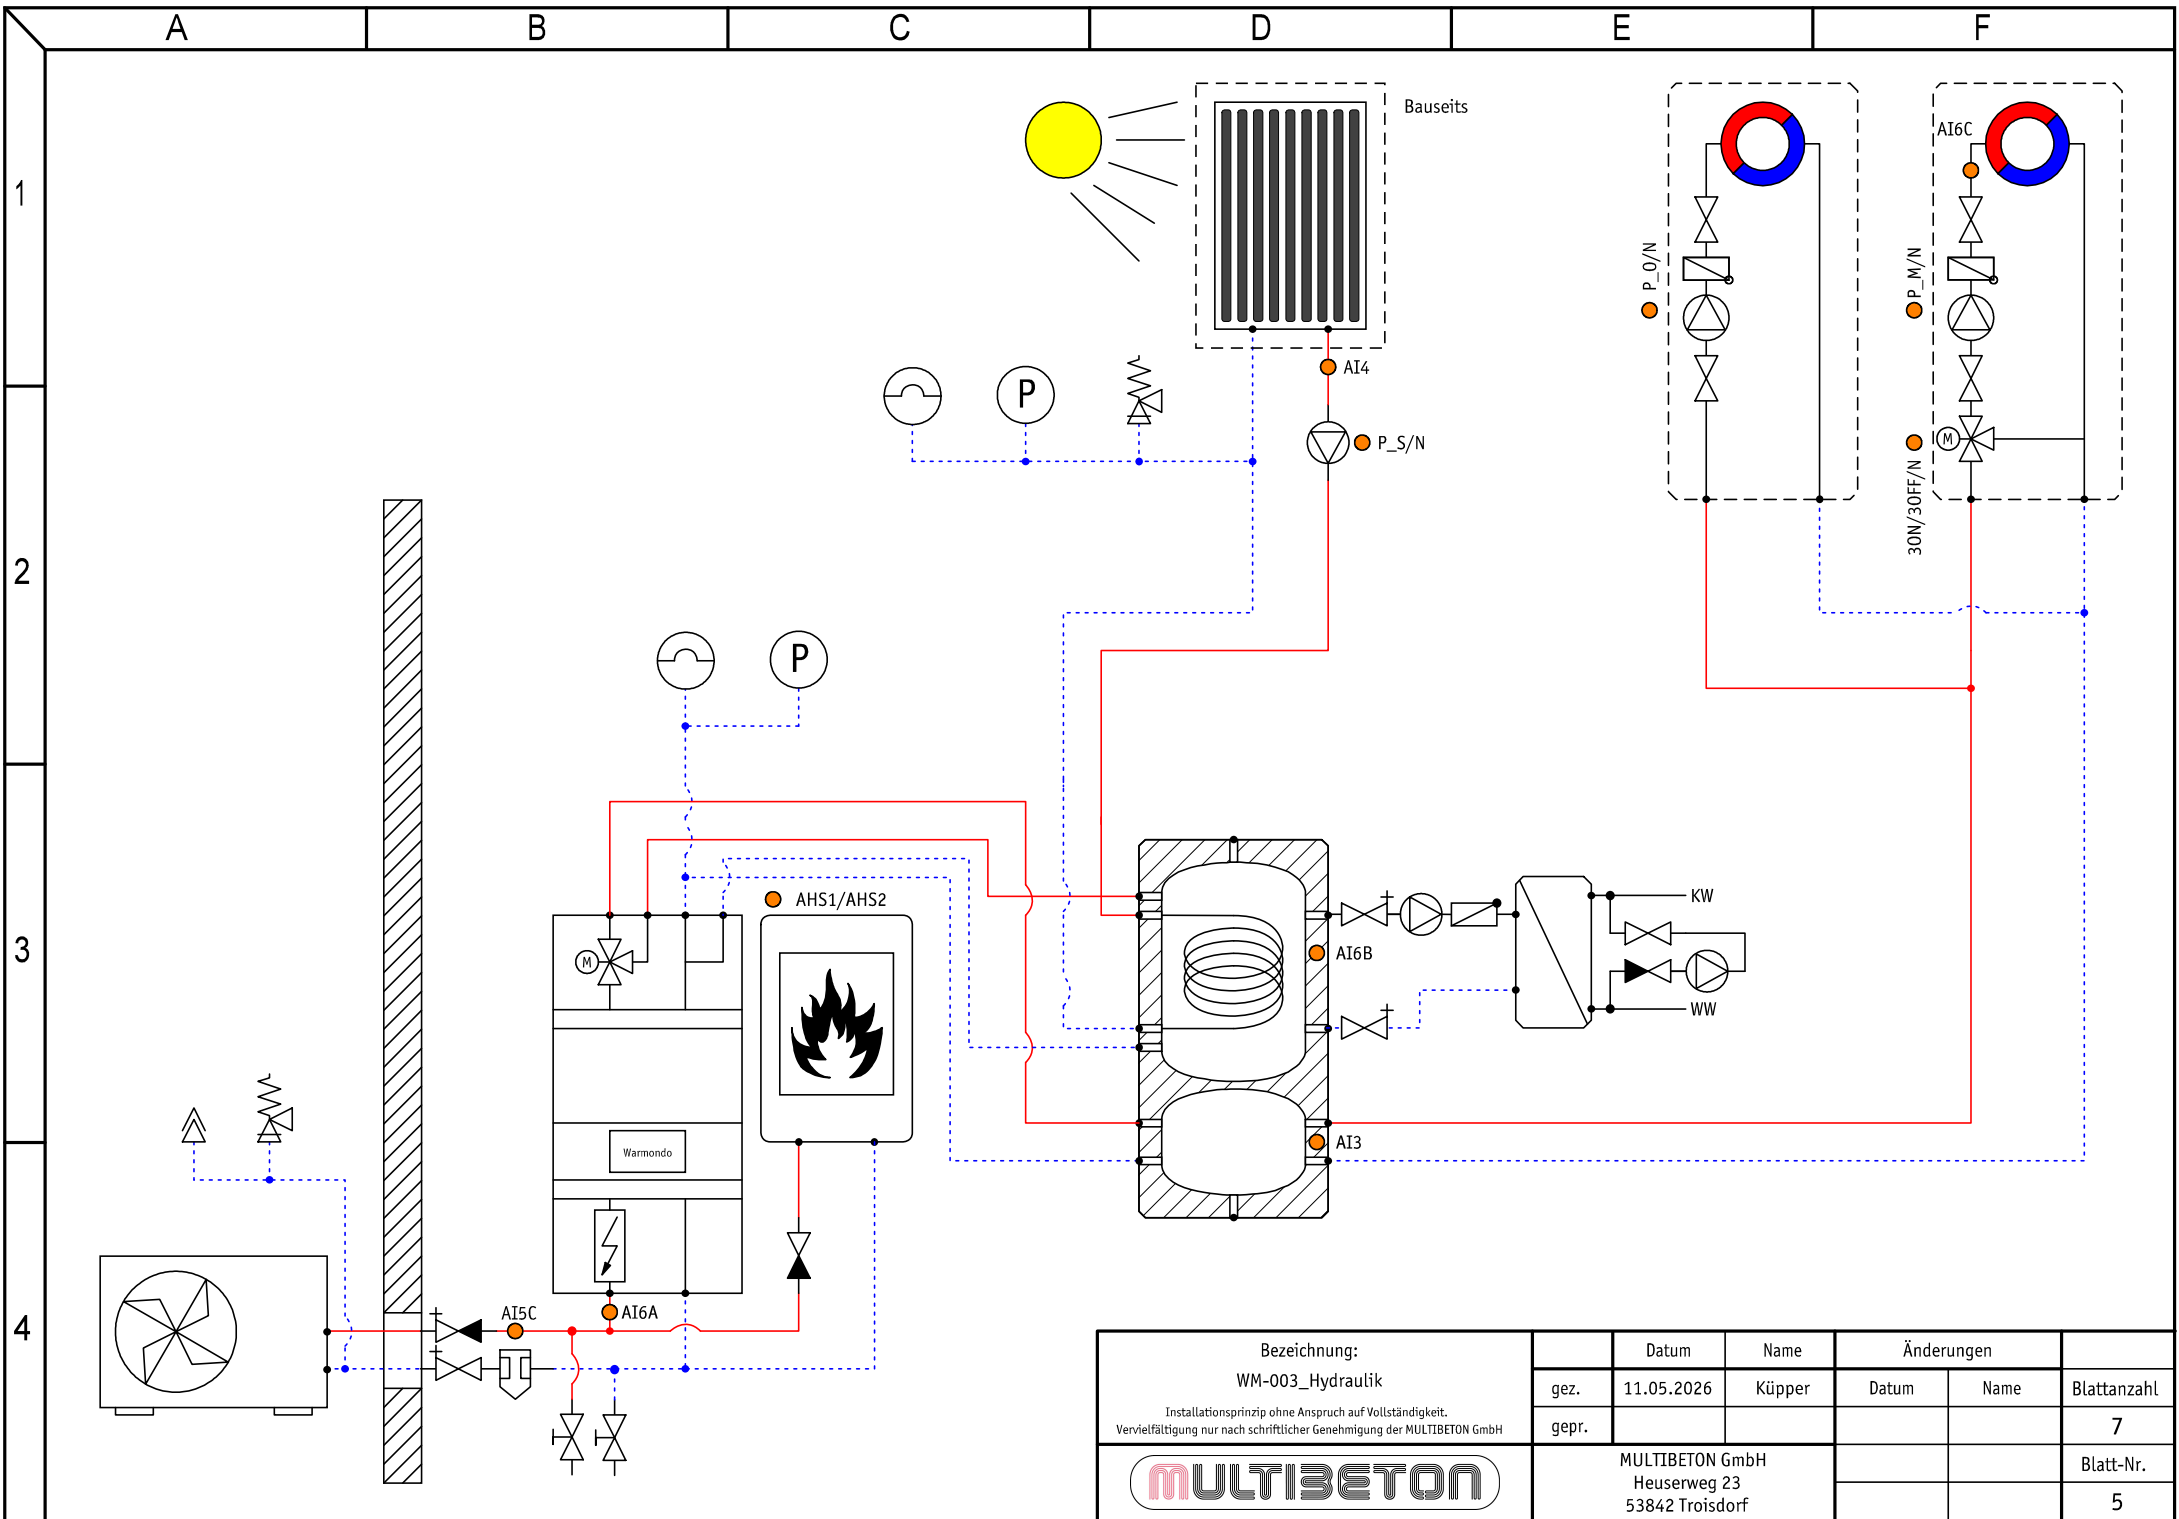 A B C D E F
1
2
3
4
Bauseits
AI6C
P_O/N
P_M/N
AI4
P
P_S/N
3ON/3OFF/N
P
AHS1/AHS2
M
M
KW
AI6B
WW
AI3
Warmondo
AI5C
AI6A
Bezeichnung:
WM-003_Hydraulik
Installationsprinzip ohne Anspruch auf Vollständigkeit.
Vervielfältigung nur nach schriftlicher Genehmigung der MULTIBETON GmbH
Datum Name Änderungen
gez. 11.05.2026 Küpper Datum Name Blattanzahl
gepr. 7
MULTIBETON
MULTIBETON GmbH
Heuserweg 23
53842 Troisdorf
Blatt-Nr.
5